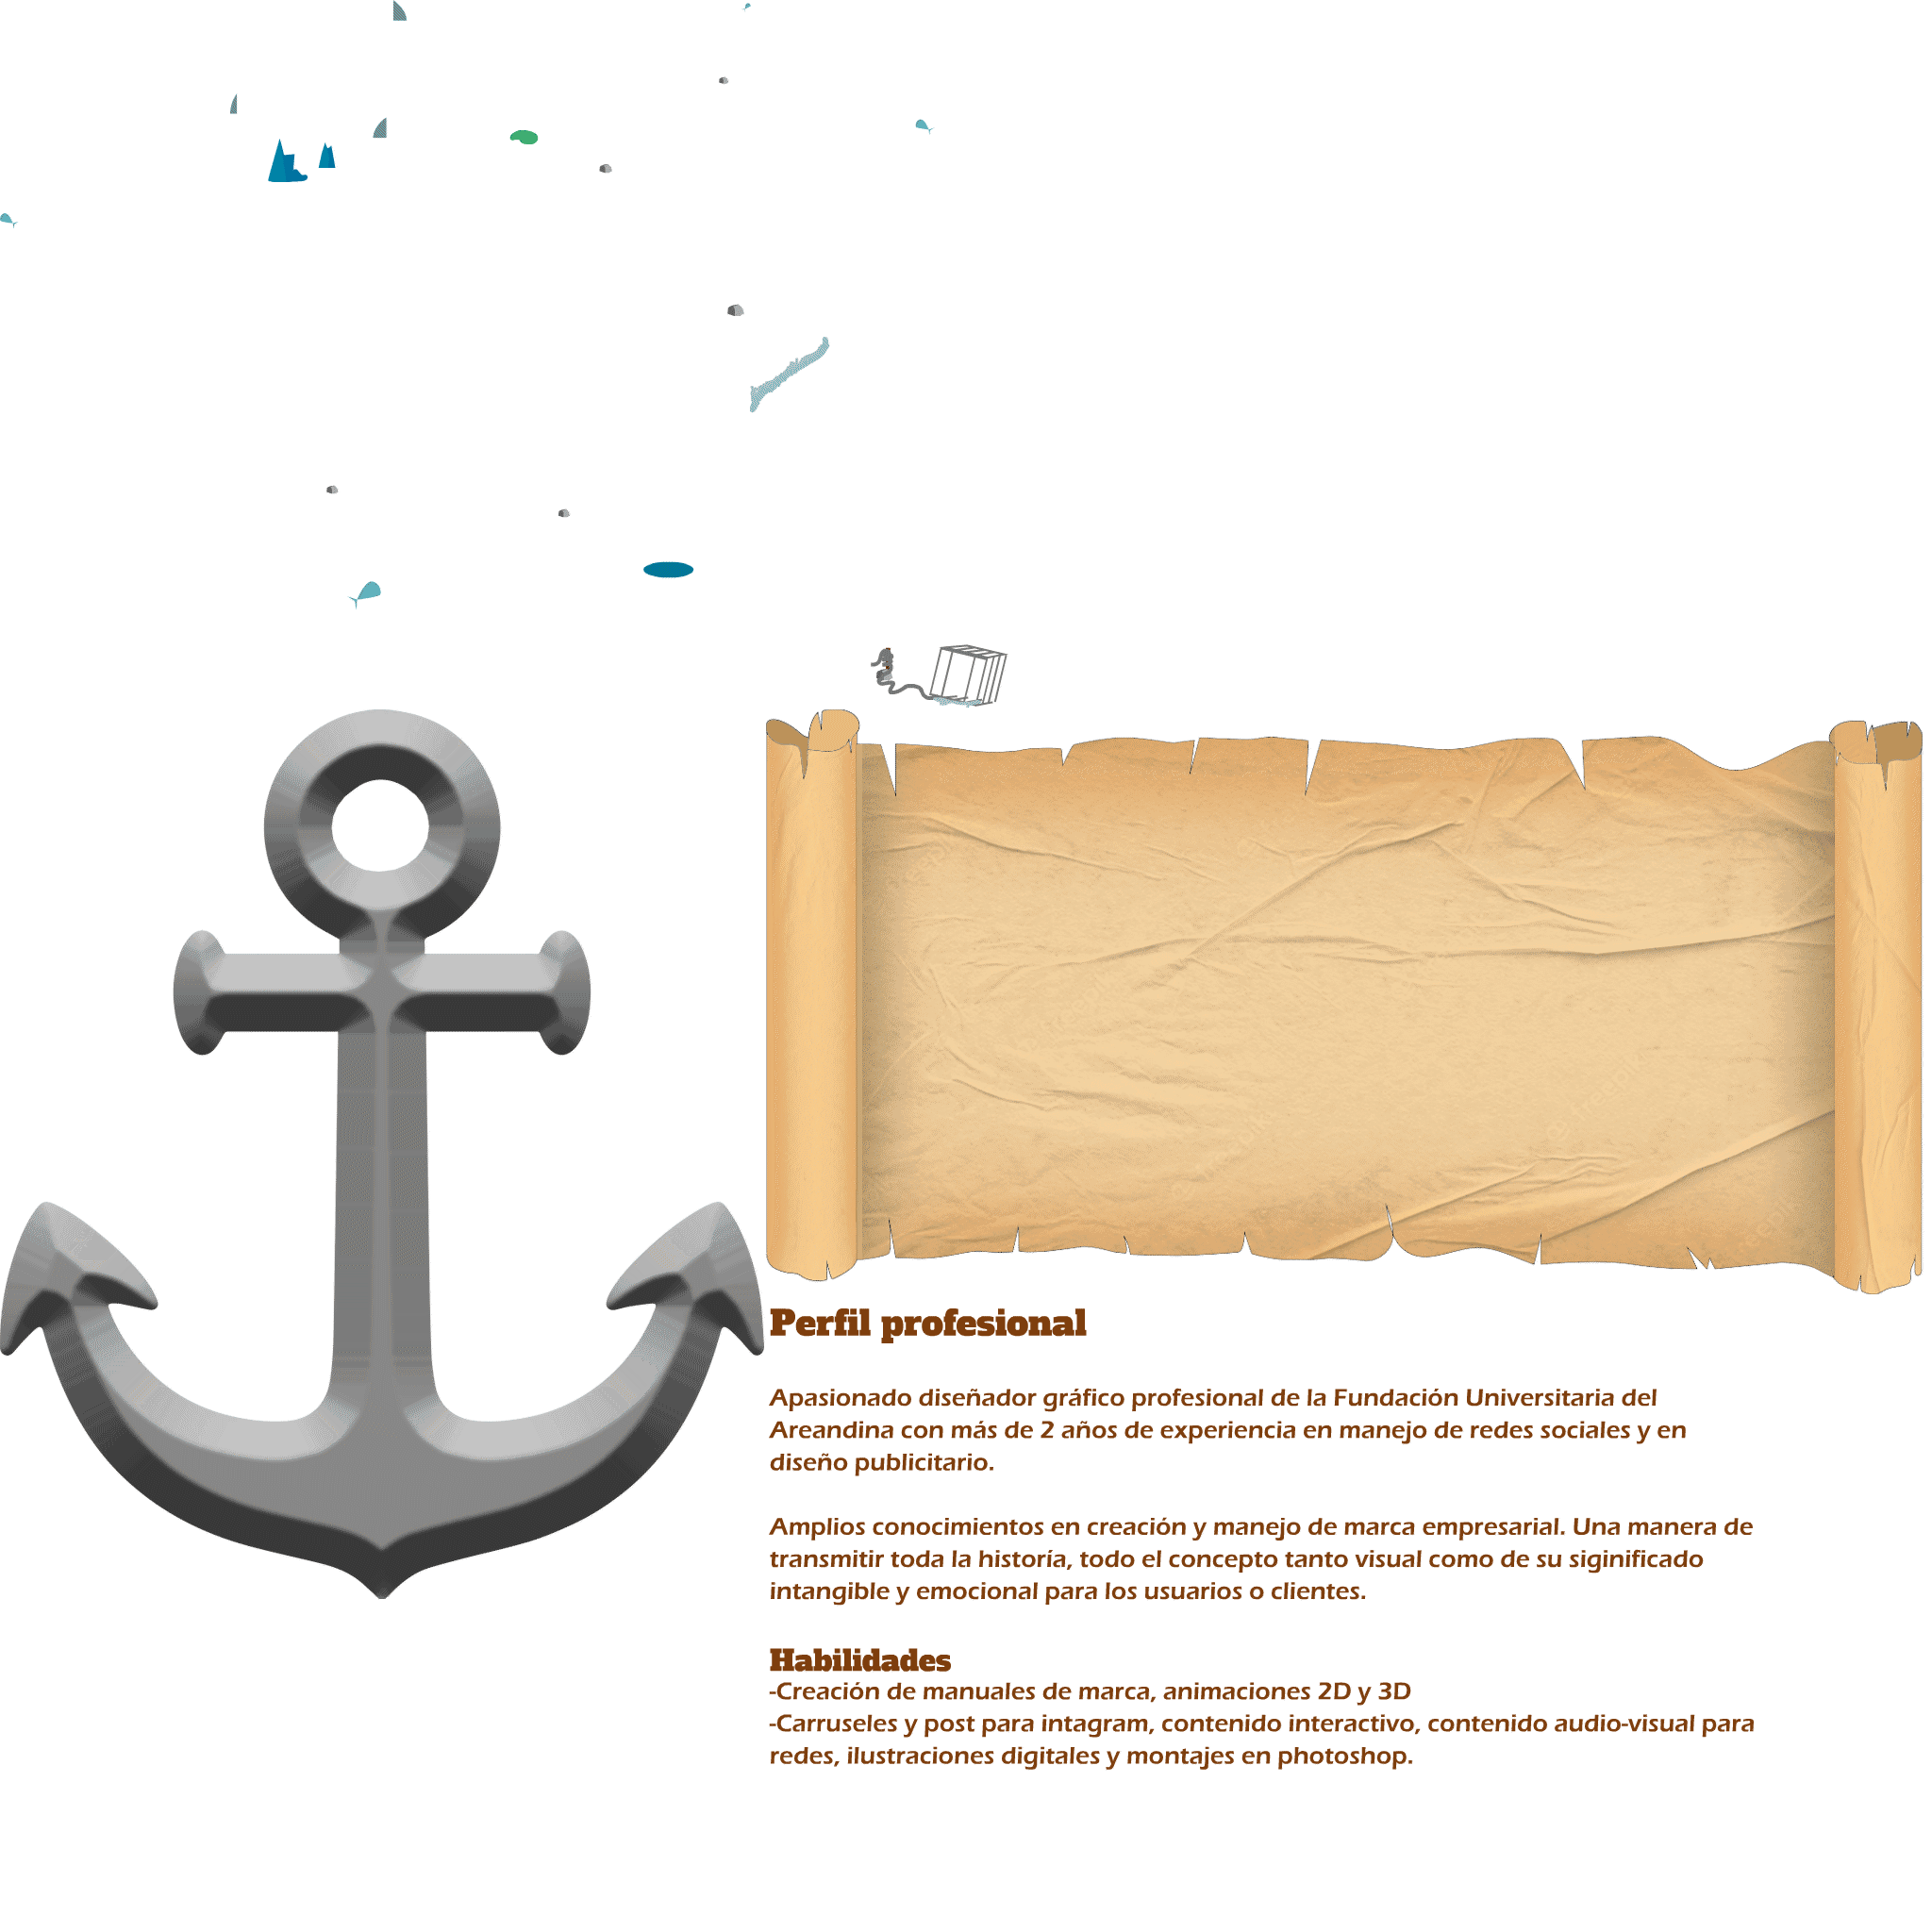 Perfil profesional
Apasionado diseñador gráfico profesional de la Fundación Universitaria del
Areandina con más de 2 años de experiencia en manejo de redes sociales y en
diseño publicitario.
Amplios conocimientos en creación y manejo de marca empresarial. Una manera de
transmitir toda la historía, todo el concepto tanto visual como de su siginificado
intangible y emocional para los usuarios o clientes.
Habilidades
-Creación de manuales de marca, animaciones 2D y 3D
-Carruseles y post para intagram, contenido interactivo, contenido audio-visual para
redes, ilustraciones digitales y montajes en photoshop.